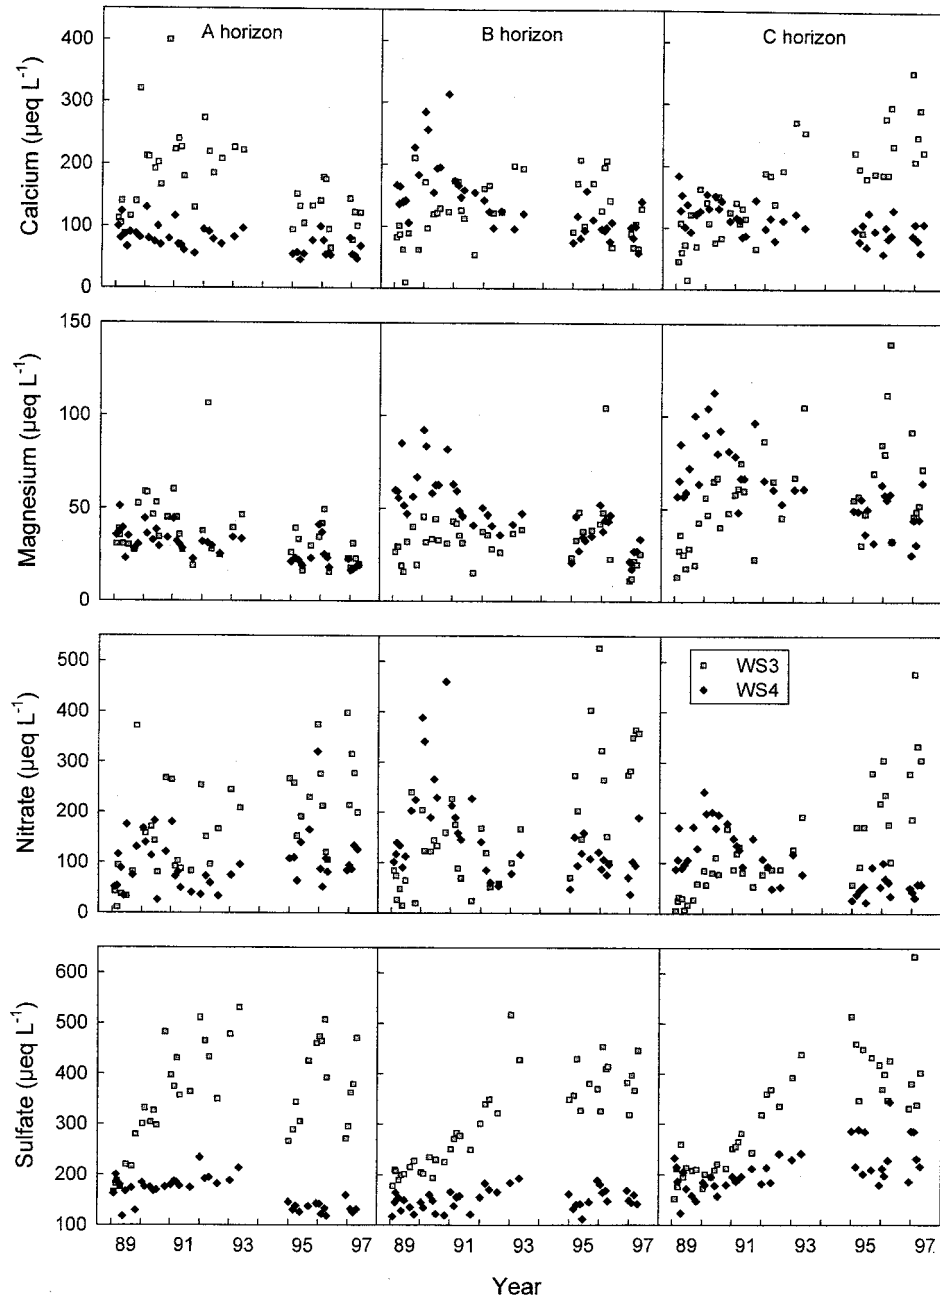 A horizon
B horizon
C horizon
Calcium (µeq L⁻¹)
400
300
200
100
0
Magnesium (µeq L⁻¹)
150
100
50
0
Nitrate (µeq L⁻¹)
500
400
300
200
100
0
WS3
WS4
Sulfate (µeq L⁻¹)
600
500
400
300
200
100
89 91 93 95 97 89 91 93 95 97 89 91 93 95 97
Year